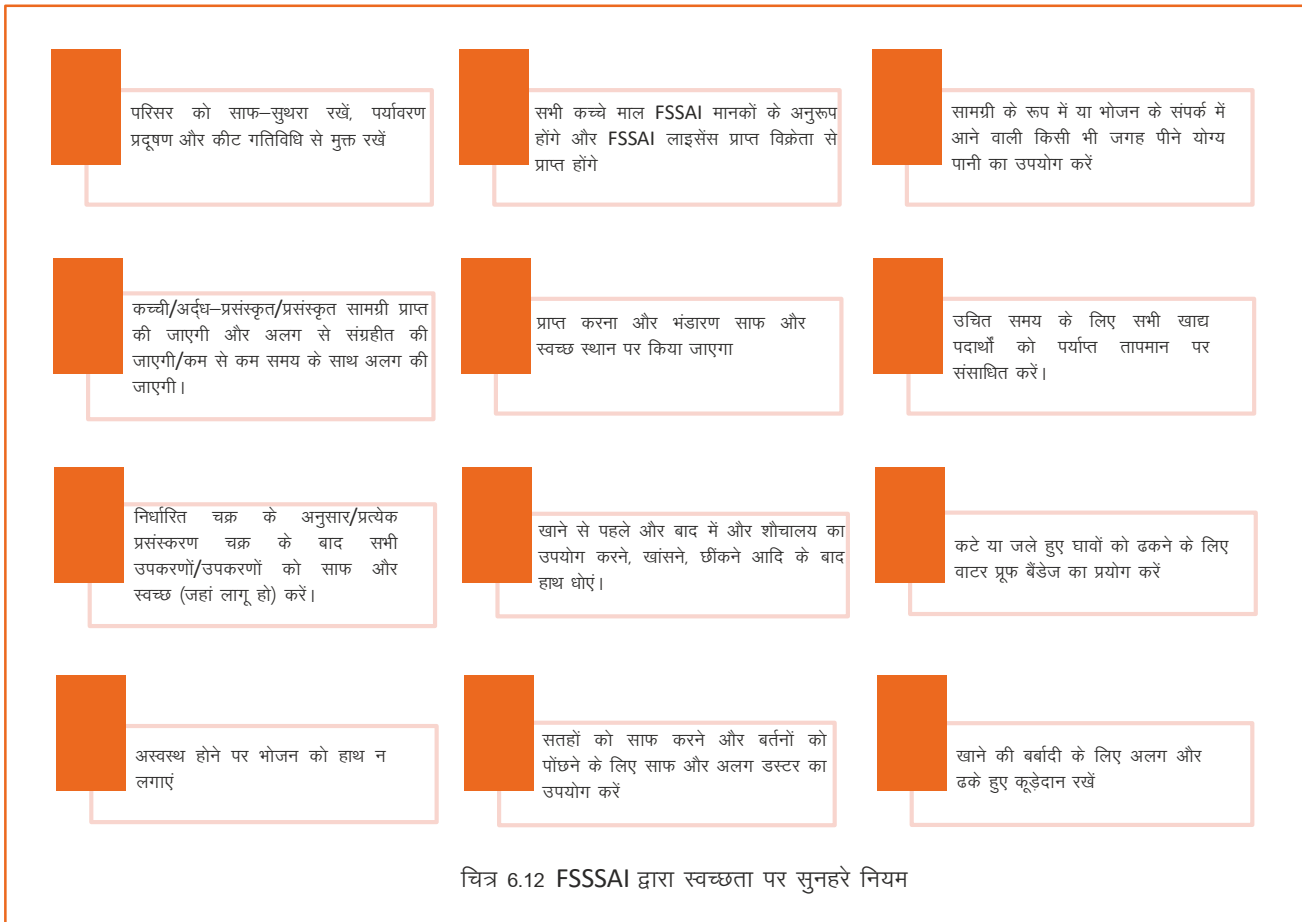 परिसर को साफ–सुथरा रखें, पर्यावरण
प्रदूषण और कीट गतिविधि से मुक्त रखें
सभी कच्चे माल FSSAI मानकों के अनुरूप
होंगे और FSSAI लाइसेंस प्राप्त विक्रेता से
प्राप्त होंगे
सामग्री के रूप में या भोजन के संपर्क में
आने वाली किसी भी जगह पीने योग्य
पानी का उपयोग करें
कच्ची/अर्द्ध–प्रसंस्कृत/प्रसंस्कृत सामग्री प्राप्त
की जाएगी और अलग से संग्रहीत की
जाएगी/कम से कम समय के साथ अलग की
जाएगी।
प्राप्त करना और भंडारण साफ और
स्वच्छ स्थान पर किया जाएगा
उचित समय के लिए सभी खाद्य
पदार्थों को पर्याप्त तापमान पर
संसाधित करें।
निर्धारित चक्र के अनुसार/प्रत्येक
प्रसंस्करण चक्र के बाद सभी
उपकरणों/उपकरणों को साफ और
स्वच्छ (जहां लागू हो) करें।
खाने से पहले और बाद में और शौचालय का
उपयोग करने, खांसने, छींकने आदि के बाद
हाथ धोएं।
कटे या जले हुए घावों को ढकने के लिए
वाटर प्रूफ बैंडेज का प्रयोग करें
अस्वस्थ होने पर भोजन को हाथ न
लगाएं
सतहों को साफ करने और बर्तनों को
पोंछने के लिए साफ और अलग डस्टर का
उपयोग करें
खाने की बर्बादी के लिए अलग और
ढके हुए कूड़ेदान रखें
चित्र 6.12 FSSSAI द्वारा स्वच्छता पर सुनहरे नियम